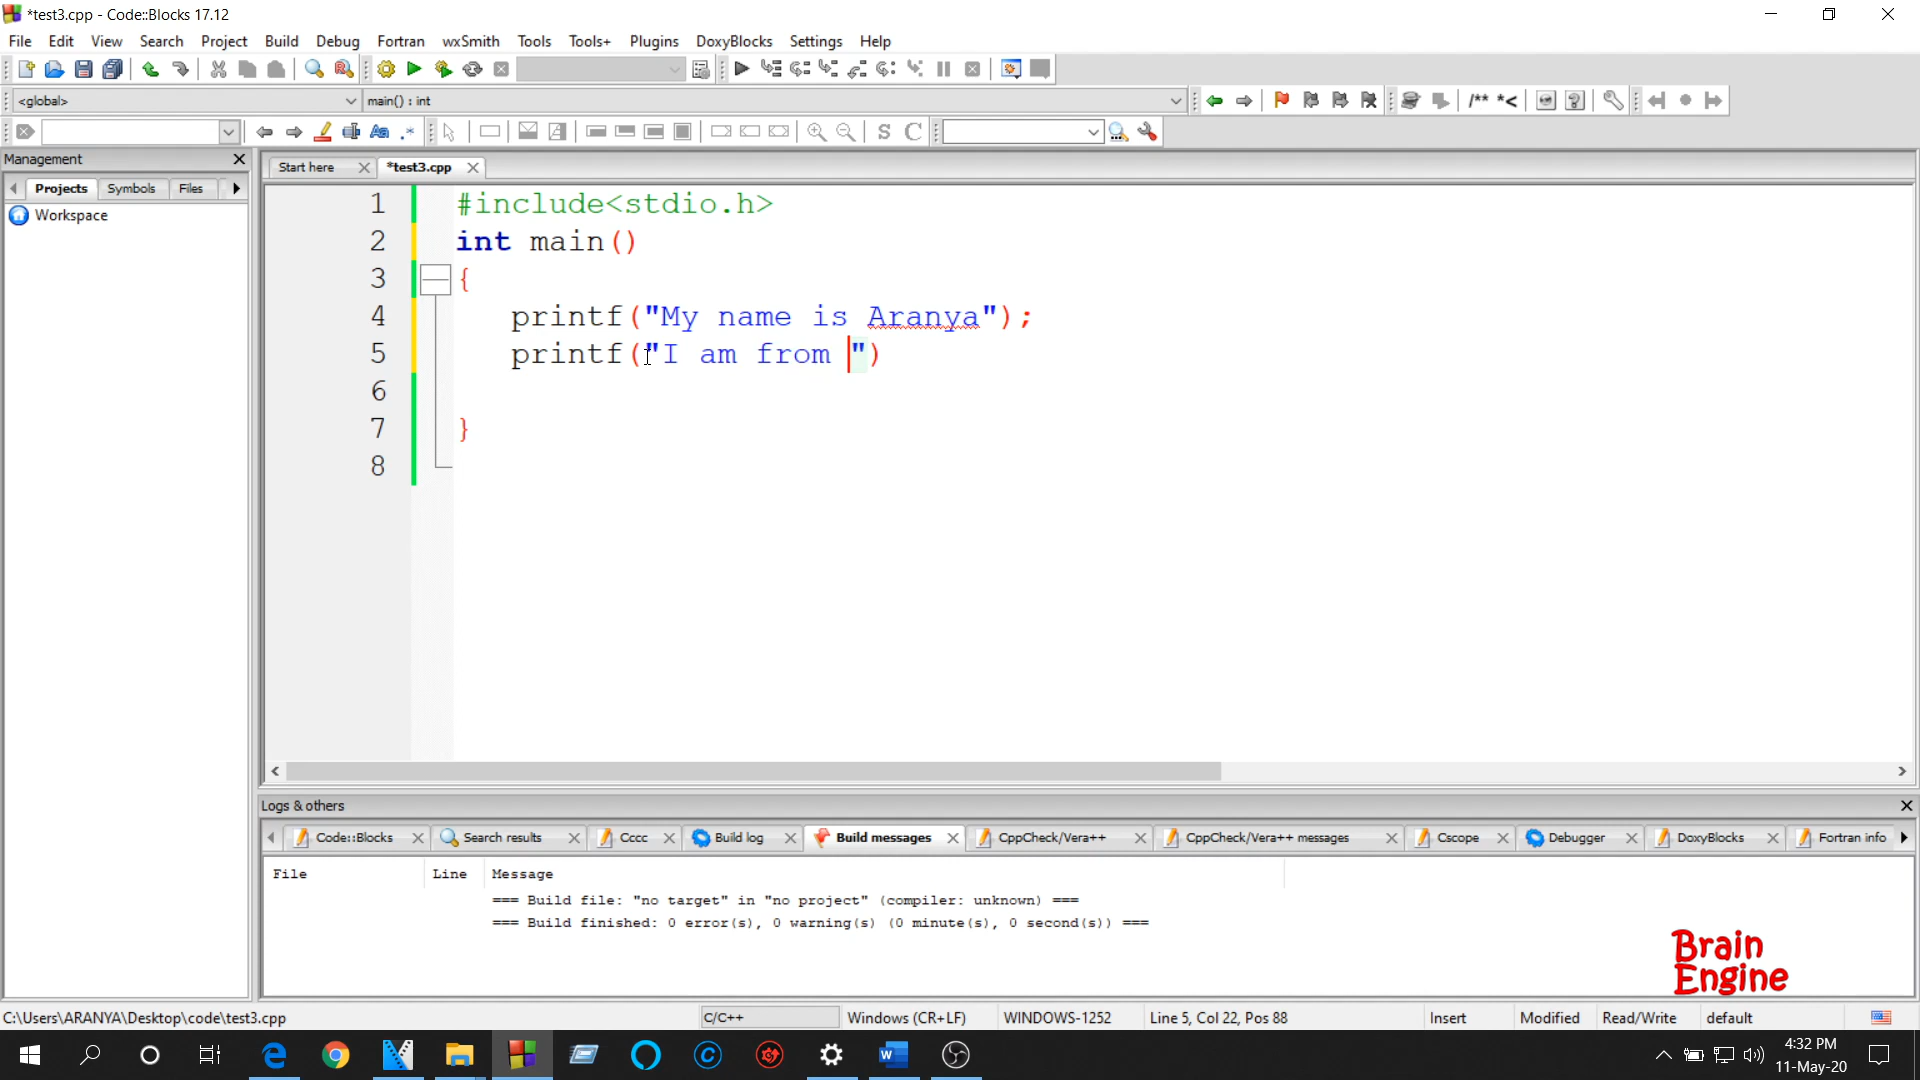 *test3.cpp - Code::Blocks 17.12
File Edit View Search Project Build Debug Fortran wxSmith Tools Tools+ Plugins DoxyBlocks Settings Help
<global> main() : int
/** *<
Management
Start here *test3.cpp
Projects Symbols Files
Workspace
1 #include<stdio.h>
2 int main()
3 {
4 printf("My name is Aranya");
5 printf("I am from ")
6
7 }
8
Logs & others
Code::Blocks Search results Cccc Build log Build messages CppCheck/Vera++ CppCheck/Vera++ messages Cscope Debugger DoxyBlocks Fortran info
File Line Message
=== Build file: "no target" in "no project" (compiler: unknown) ===
=== Build finished: 0 error(s), 0 warning(s) (0 minute(s), 0 second(s)) ===
Brain
Engine
C:\Users\ARANYA\Desktop\code\test3.cpp C/C++ Windows (CR+LF) WINDOWS-1252 Line 5, Col 22, Pos 88 Insert Modified Read/Write default
4:32 PM
11-May-20